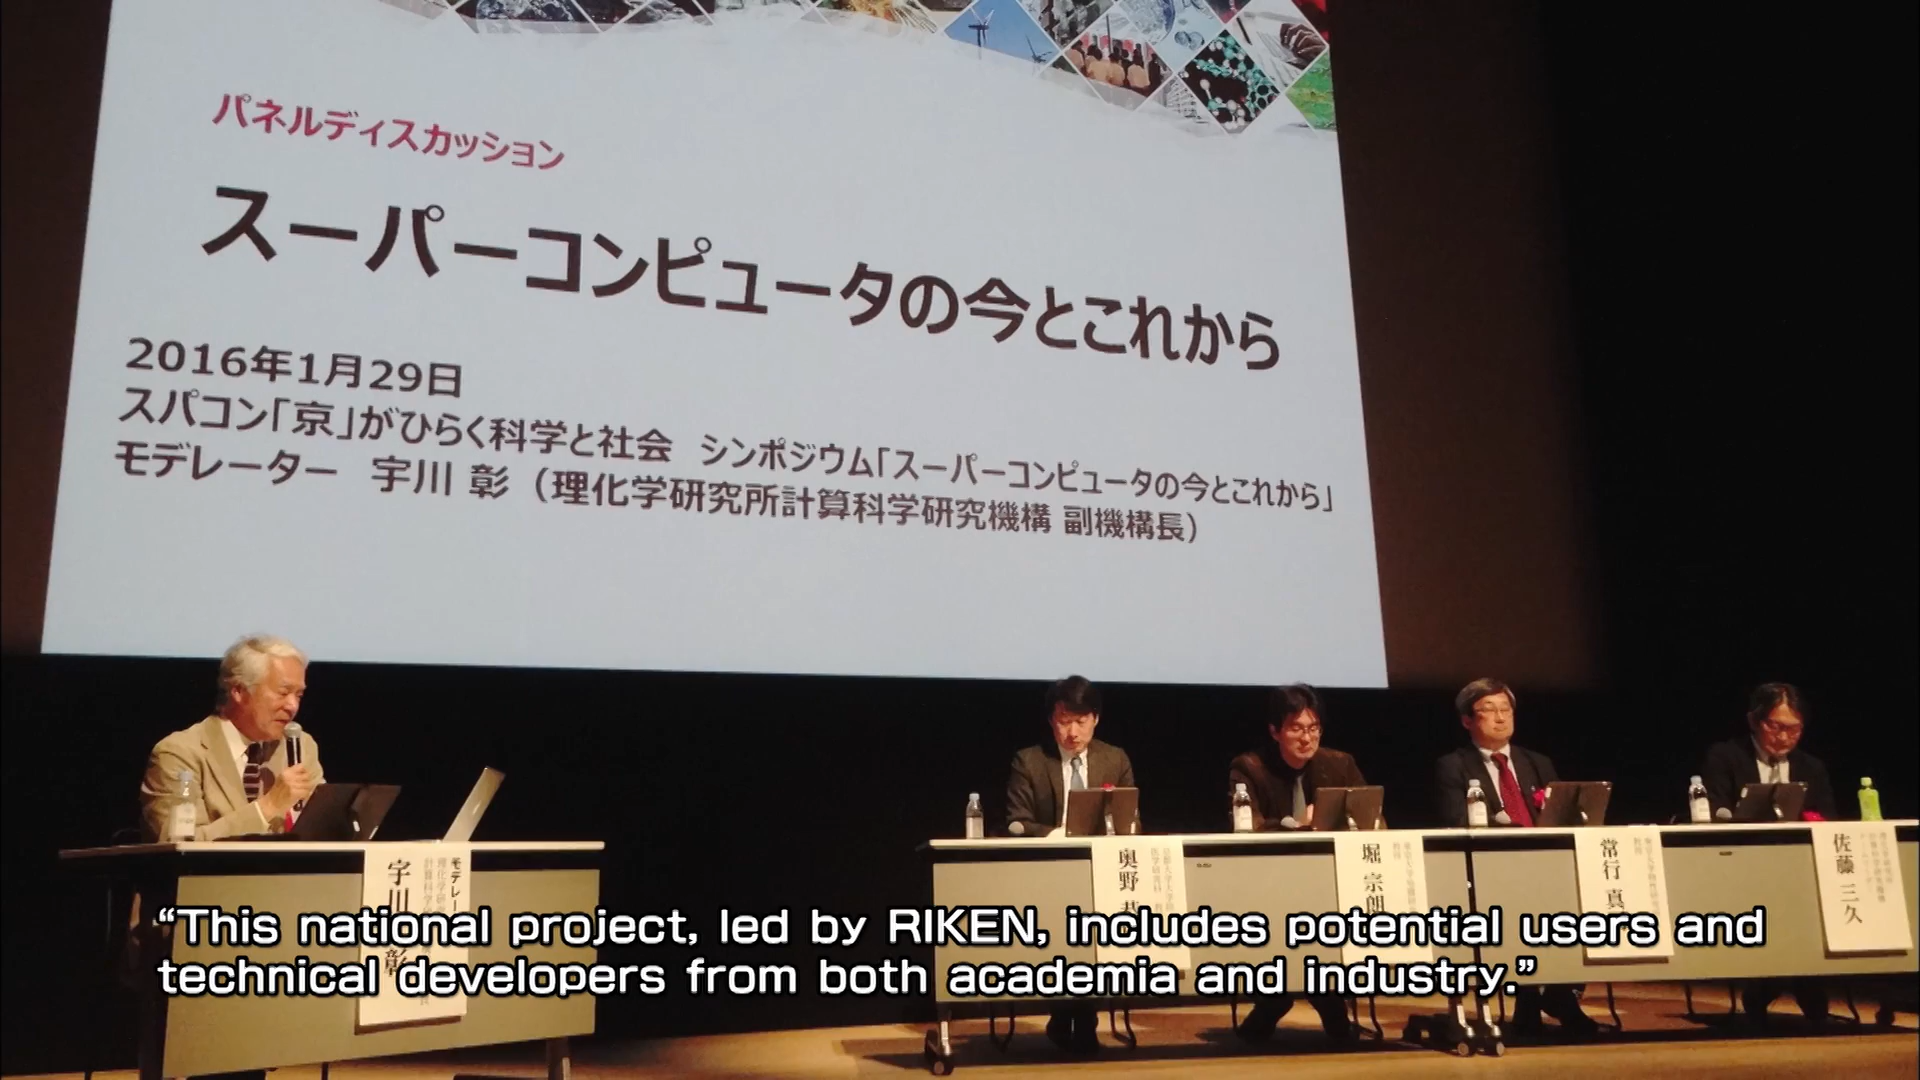 パネルディスカッション
スーパーコンピュータの今とこれから
2016年1月29日
スパコン「京」がひらく科学と社会 シンポジウム「スーパーコンピュータの今とこれから」
モデレーター 宇川 彰（理化学研究所計算科学研究機構 副機構長）
宇川 彰
奥野
堀 宗朗
常行 真
佐藤 三久
“This national project, led by RIKEN, includes potential users and
technical developers from both academia and industry.”